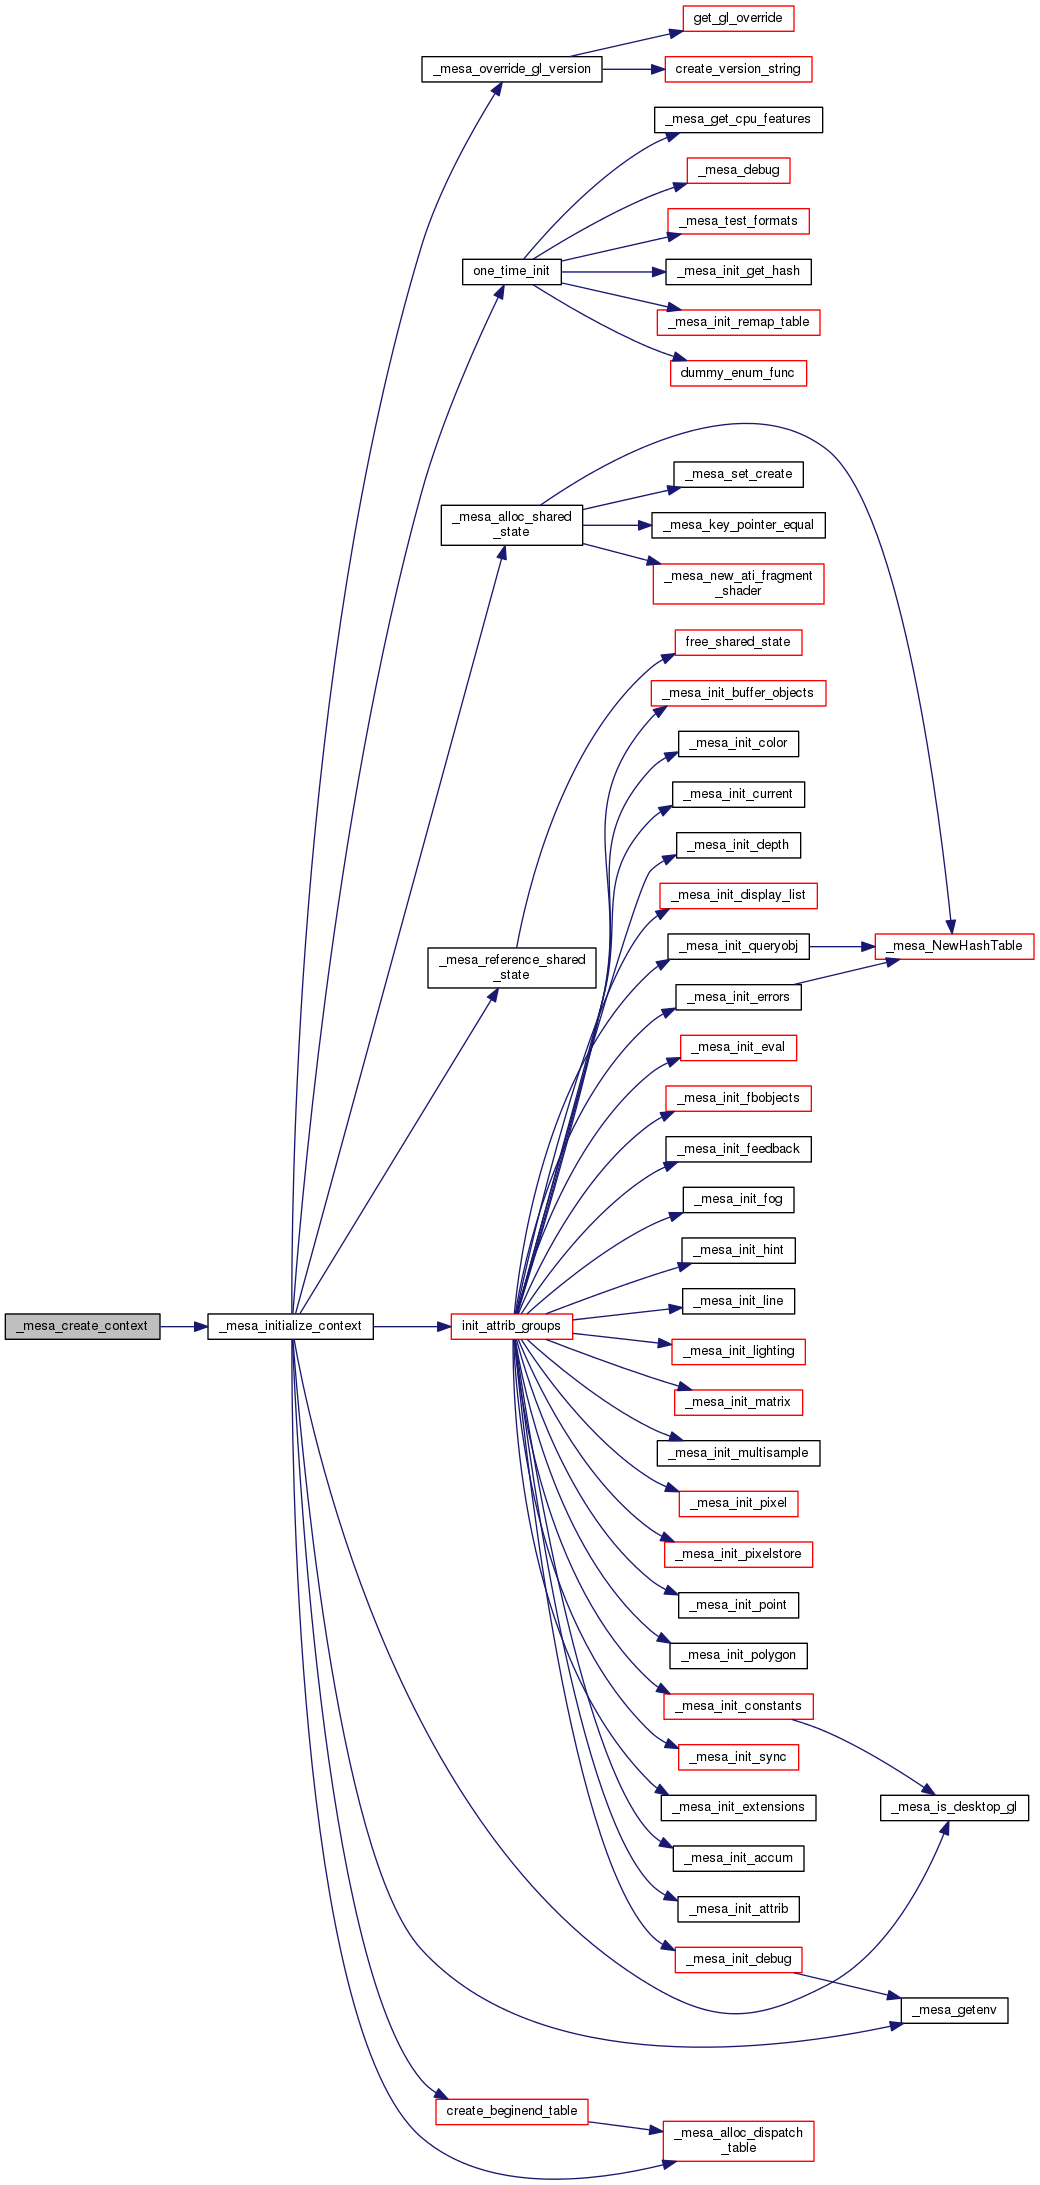 get_gl_override
_mesa_override_gl_version
create_version_string
_mesa_get_cpu_features
_mesa_debug
_mesa_test_formats
one_time_init
_mesa_init_get_hash
_mesa_init_remap_table
dummy_enum_func
_mesa_set_create
_mesa_alloc_shared
_state
_mesa_key_pointer_equal
_mesa_new_ati_fragment
_shader
free_shared_state
_mesa_init_buffer_objects
_mesa_init_color
_mesa_init_current
_mesa_init_depth
_mesa_init_display_list
_mesa_init_queryobj
_mesa_NewHashTable
_mesa_reference_shared
_state
_mesa_init_errors
_mesa_init_eval
_mesa_init_fbobjects
_mesa_init_feedback
_mesa_init_fog
_mesa_init_hint
_mesa_init_line
_mesa_create_context
_mesa_initialize_context
init_attrib_groups
_mesa_init_lighting
_mesa_init_matrix
_mesa_init_multisample
_mesa_init_pixel
_mesa_init_pixelstore
_mesa_init_point
_mesa_init_polygon
_mesa_init_constants
_mesa_init_sync
_mesa_init_extensions
_mesa_is_desktop_gl
_mesa_init_accum
_mesa_init_attrib
_mesa_init_debug
_mesa_getenv
create_beginend_table
_mesa_alloc_dispatch
_table